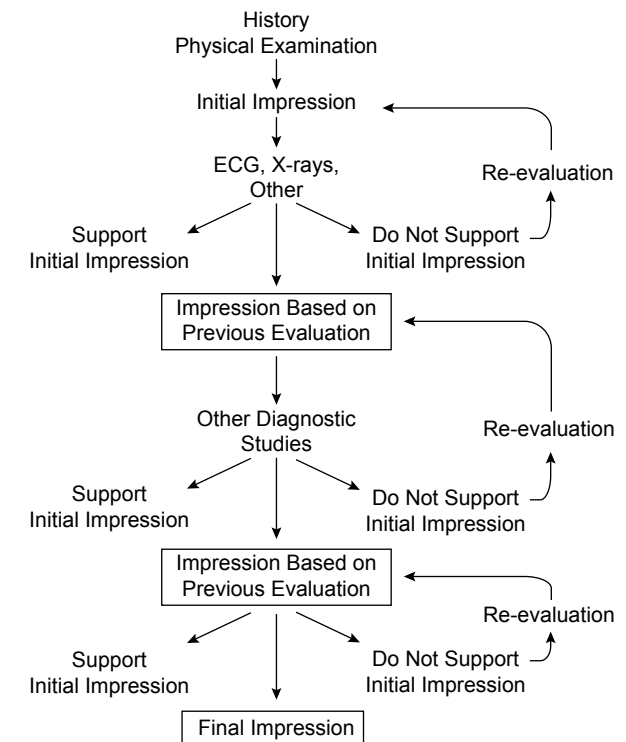 History
Physical Examination
Initial Impression
ECG, X-rays,
Other
Re-evaluation
Support
Initial Impression
Do Not Support
Initial Impression
Impression Based on
Previous Evaluation
Other Diagnostic
Studies
Re-evaluation
Support
Initial Impression
Do Not Support
Initial Impression
Impression Based on
Previous Evaluation
Re-evaluation
Support
Initial Impression
Do Not Support
Initial Impression
Final Impression